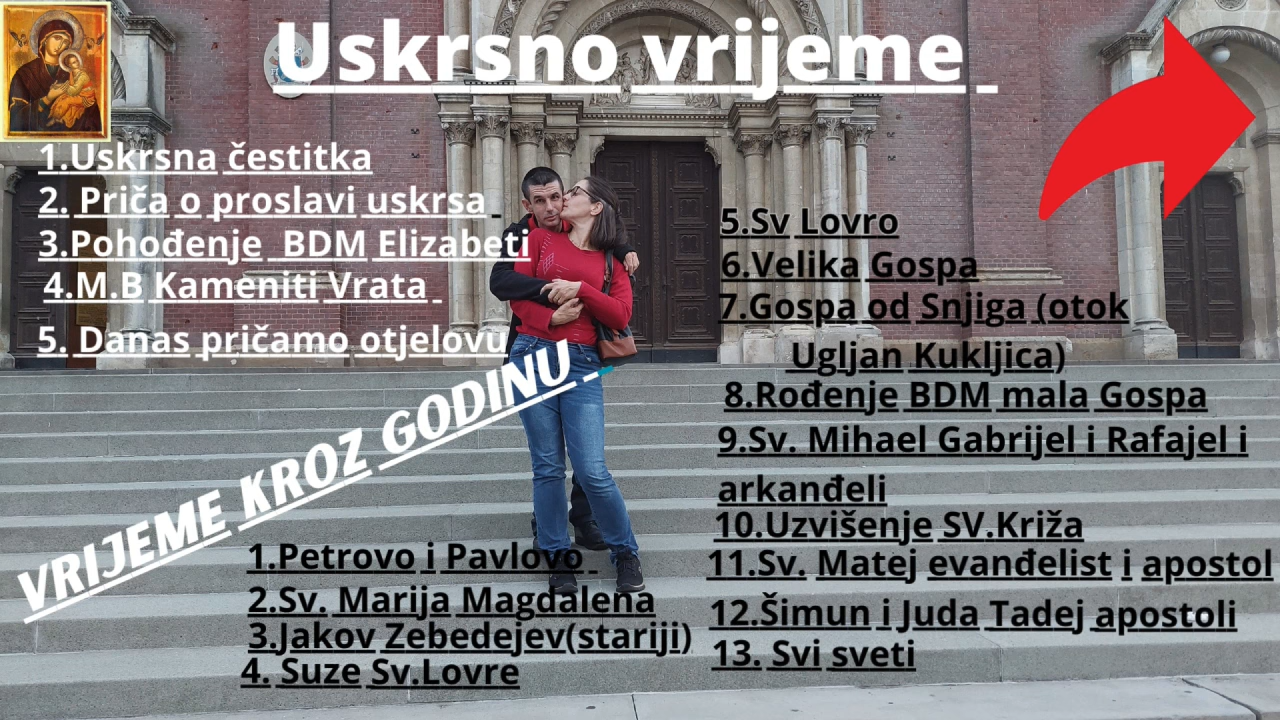 Uskrsno vrijeme
1.Uskrsna čestitka
2. Priča o proslavi uskrsa
3.Pohođenje BDM Elizabeti
4.M.B Kameniti Vrata
5. Danas pričamo otjelovu
VRIJEME KROZ GODINU
1.Petrovo i Pavlovo
2.Sv. Marija Magdalena
3.Jakov Zebedejev(stariji)
4. Suze Sv.Lovre
5.Sv Lovro
6.Velika Gospa
7.Gospa od Snjiga (otok
Ugljan Kukljica)
8.Rođenje BDM mala Gospa
9.Sv. Mihael Gabrijel i Rafajel i
arkanđeli
10.Uzvišenje SV.Križa
11.Sv. Matej evanđelist i apostol
12.Šimun i Juda Tadej apostoli
13. Svi sveti